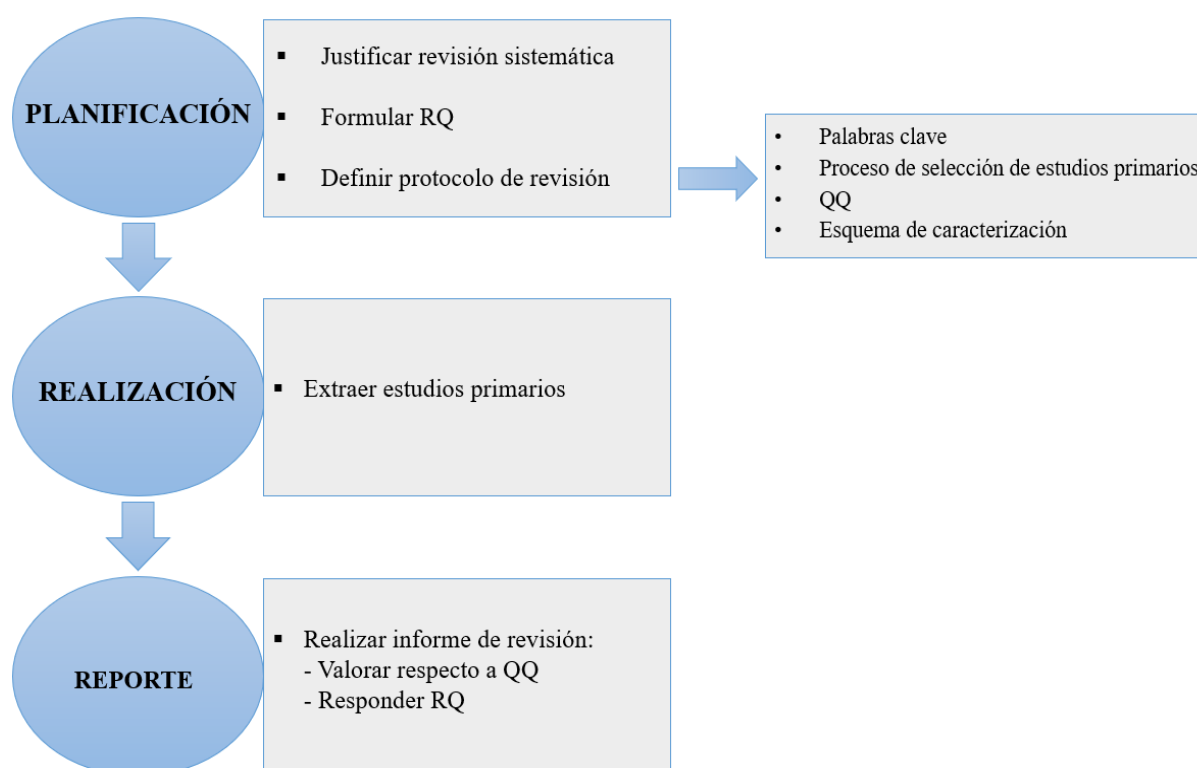 PLANIFICACIÓN
▪ Justificar revisión sistemática
▪ Formular RQ
▪ Definir protocolo de revisión
• Palabras clave
• Proceso de selección de estudios primarios
• QQ
• Esquema de caracterización
REALIZACIÓN
▪ Extraer estudios primarios
REPORTE
▪ Realizar informe de revisión:
- Valorar respecto a QQ
- Responder RQ